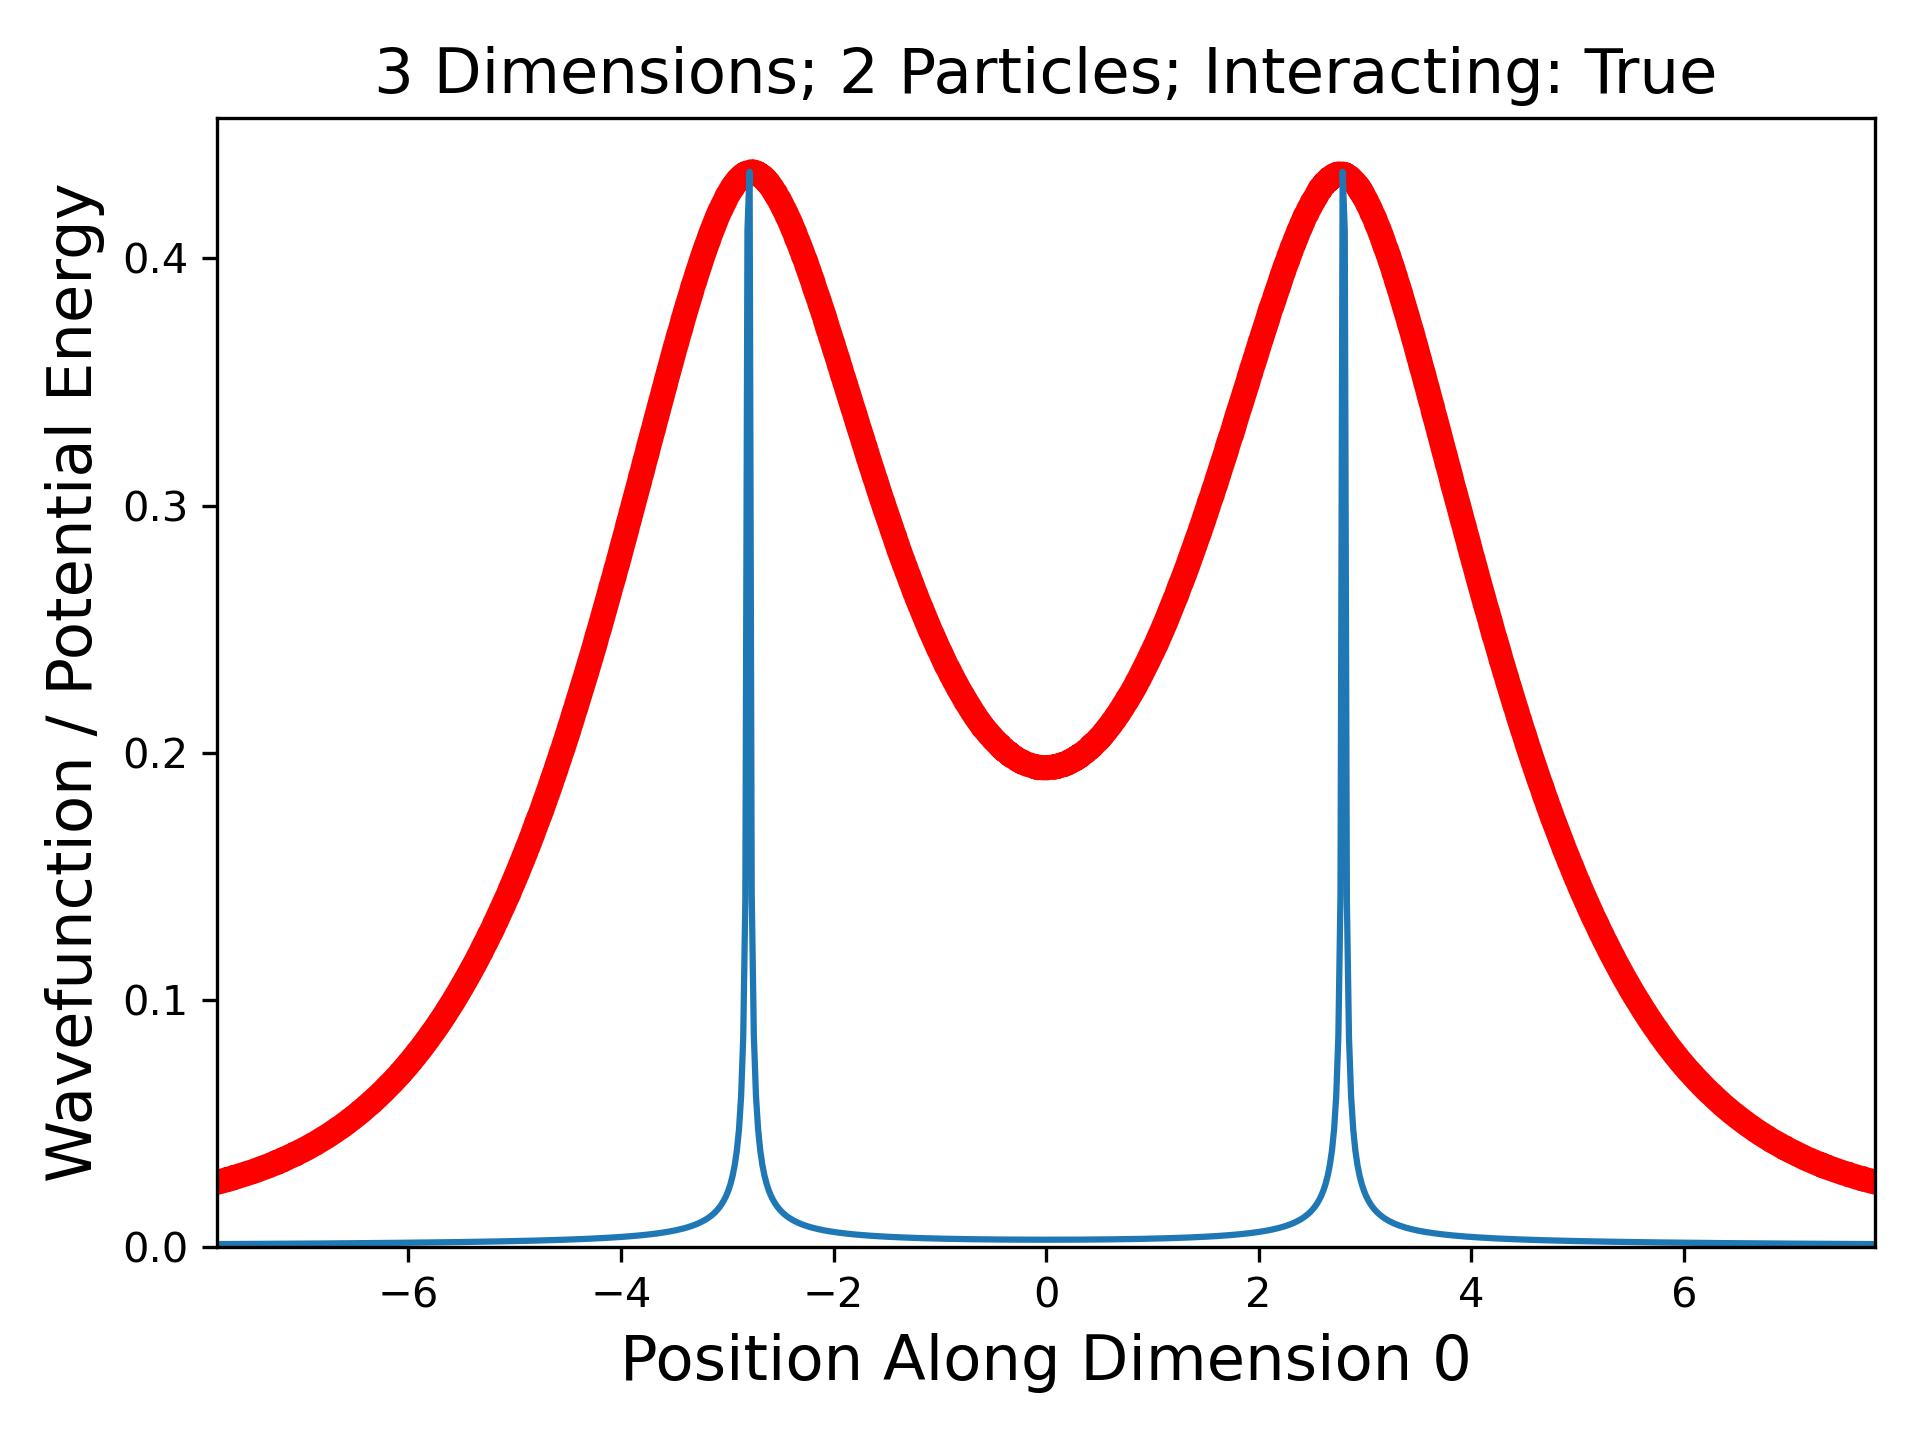 3 Dimensions; 2 Particles; Interacting: True
Wavefunction / Potential Energy
0.4
0.3
0.2
0.1
0.0
−6 −4 −2 0 2 4 6
Position Along Dimension 0